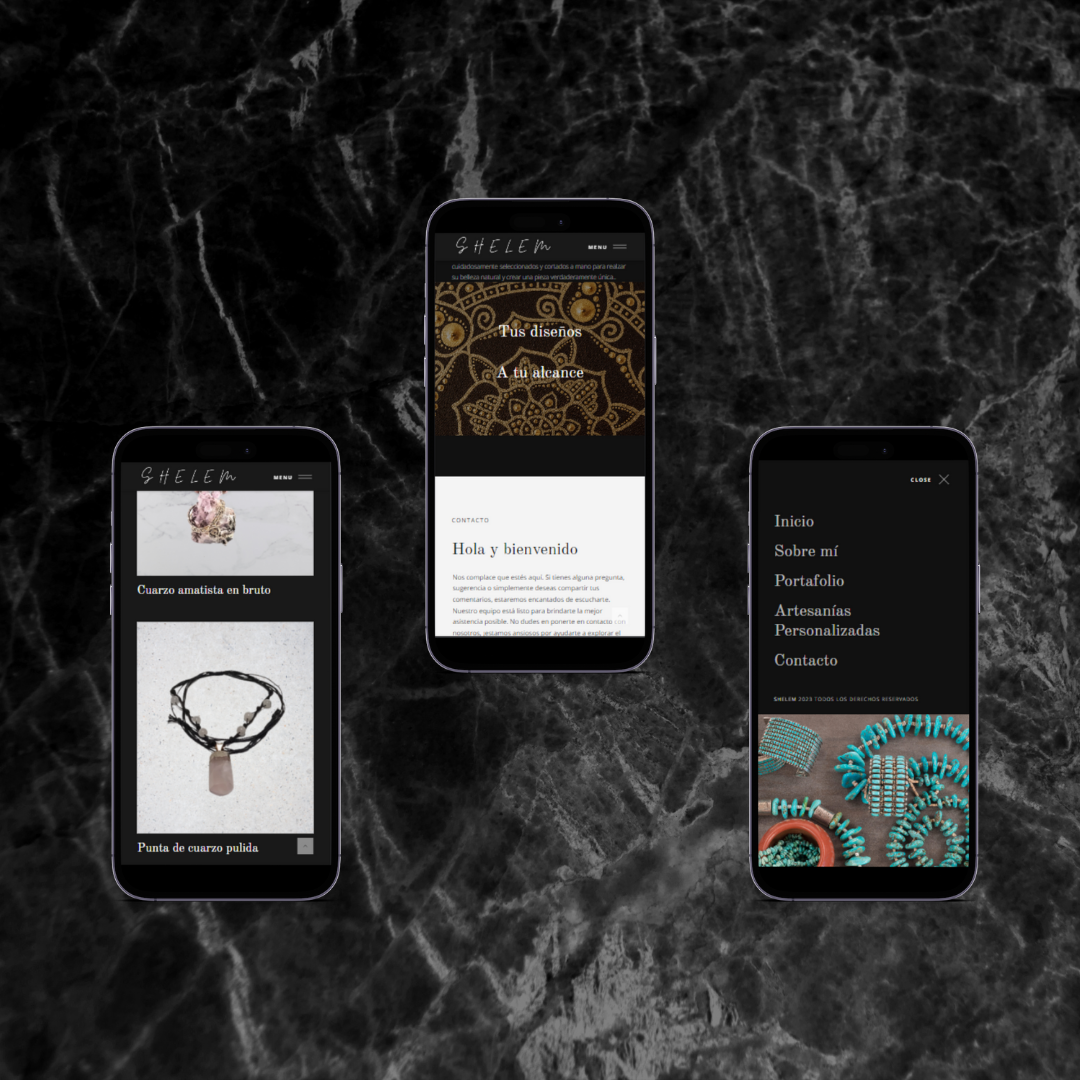 SHELEM
MENU
Cuarzo amatista en bruto
Punta de cuarzo pulida
SHELEM
MENU
cuidadosamente seleccionados y cortados a mano para realzar
su belleza natural y crear una pieza verdaderamente única.
Tus diseños
A tu alcance
CONTACTO
Hola y bienvenido
Nos complace que estés aquí. Si tienes alguna pregunta,
sugerencia o simplemente deseas compartir tus
comentarios, estaremos encantados de escucharte.
Nuestro equipo está listo para brindarte la mejor
asistencia posible. No dudes en ponerte en contacto con
nosotros, ¡estamos ansiosos por ayudarte a explorar el
CLOSE
Inicio
Sobre mí
Portafolio
Artesanías
Personalizadas
Contacto
SHELEM 2023 TODOS LOS DERECHOS RESERVADOS